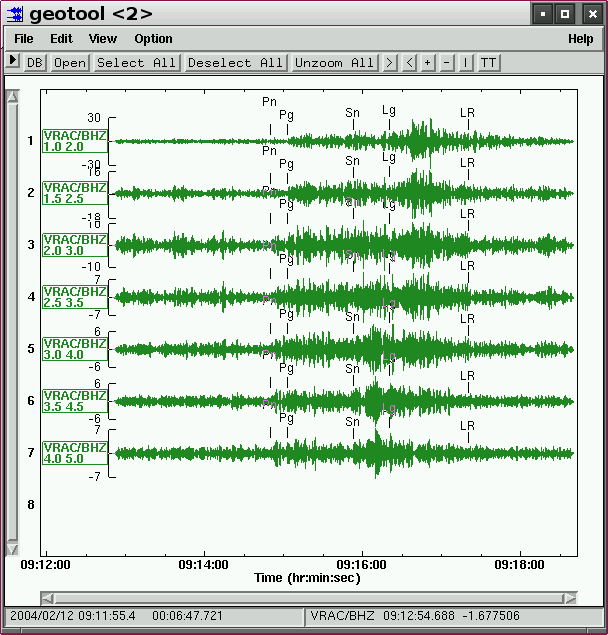 geotool <2>
File Edit View Option Help
DB Open Select All Deselect All Unzoom All > < + - | TT
Pn Pg Sn Lg LR
1 VRAC/BHZ 1.0 2.0 30 -30
Pn Pg Sn Lg LR
2 VRAC/BHZ 1.5 2.5 16 -18
Pg Sn Lg LR
3 VRAC/BHZ 2.0 3.0 10 -10
Pg LR
4 VRAC/BHZ 2.5 3.5 7 -7
Pg Sn LR
5 VRAC/BHZ 3.0 4.0 6 -6
Pg Sn LR
6 VRAC/BHZ 3.5 4.5 6 -6
Pg Sn LR
7 VRAC/BHZ 4.0 5.0 7 -7
8
09:12:00 09:14:00 09:16:00 09:18:00
Time (hr:min:sec)
2004/02/12 09:11:55.4 00:06:47.721 VRAC/BHZ 09:12:54.688 -1.677506